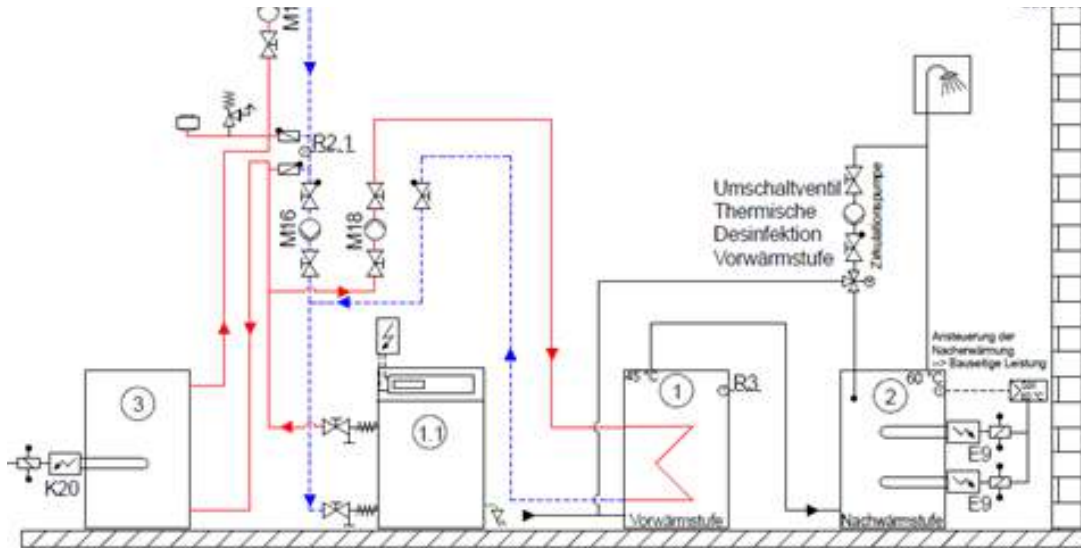 R2.1
M16
M18
Umschaltventil
Thermische
Desinfektion
Vorwärmstufe
Zirkulationspumpe
Ansteuerung der
Nacherwärmung
--> Bauseitige Leistung
3
K20
1.1
45 °C
1
R3
Vorwärmstufe
60 °C
2
E9
E9
Nachwärmstufe